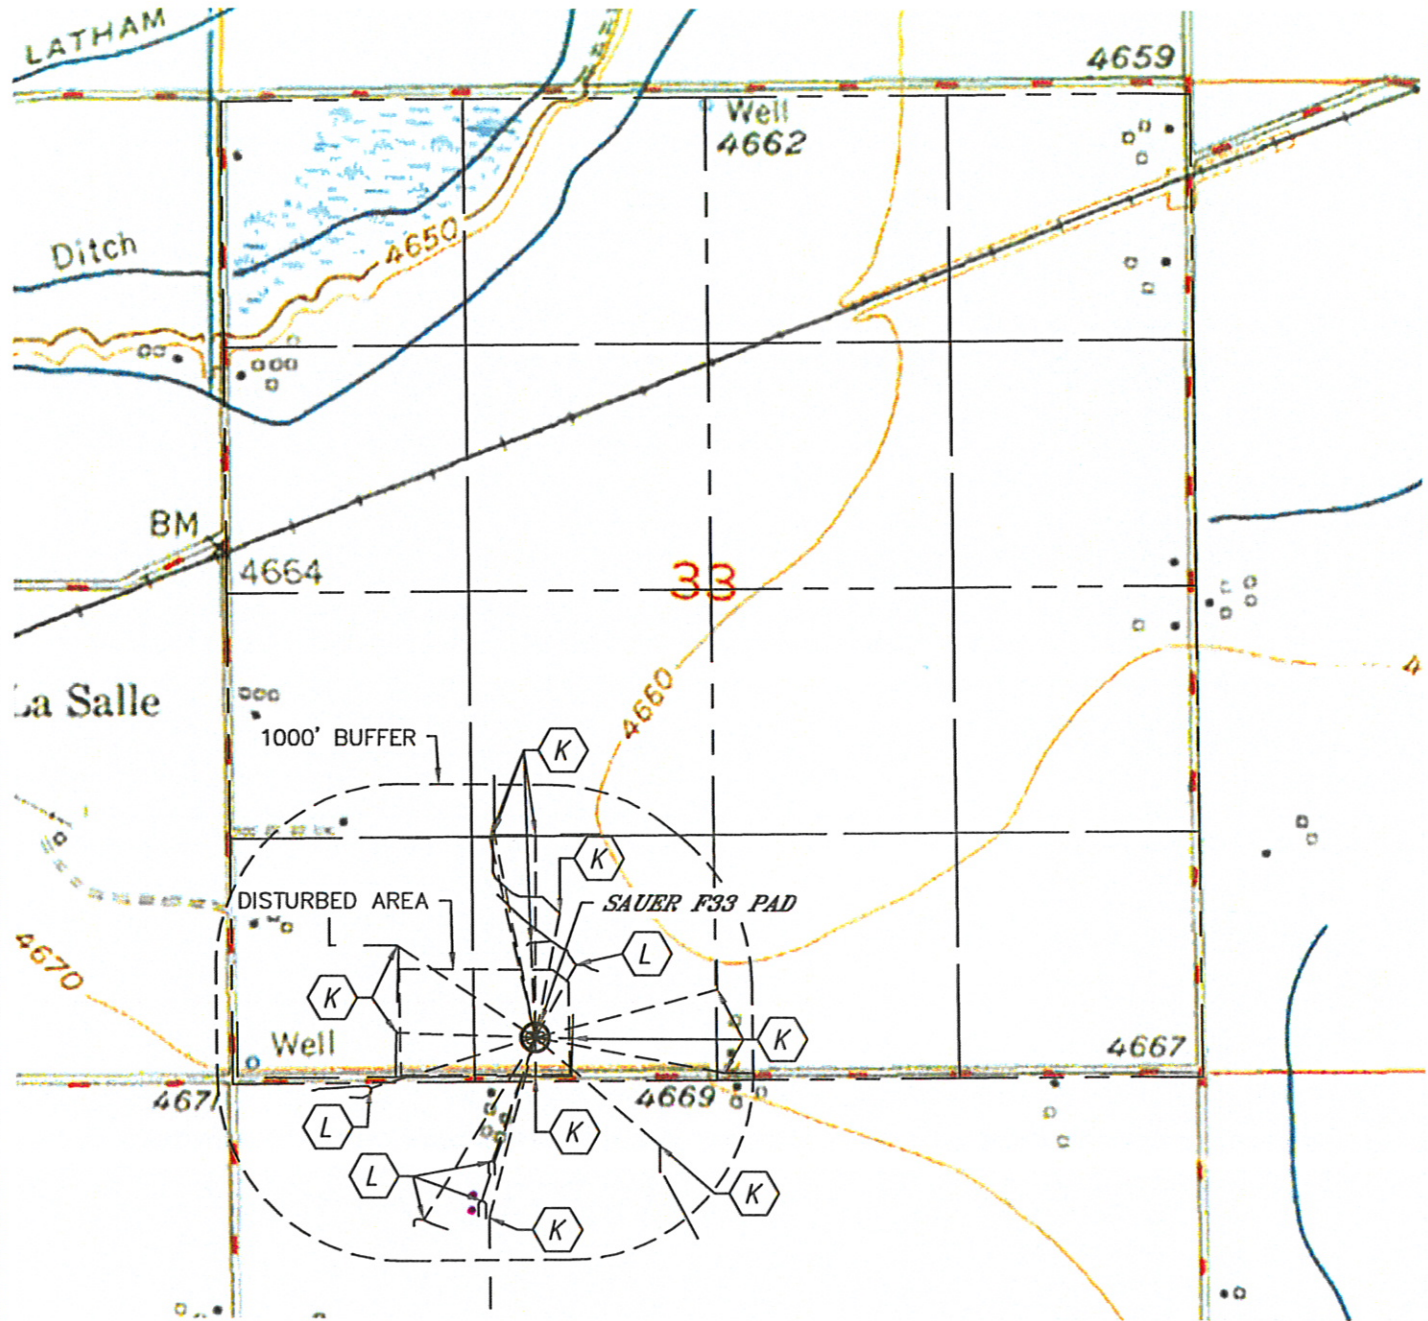 LATHAM
4659
Well
4662
Ditch
4650
BM
4664
33
La Salle
4660
1000' BUFFER
K
K
DISTURBED AREA
SAUER F33 PAD
L
4670
K
Well
K
4667
467
4669
L
K
L
K
K
4